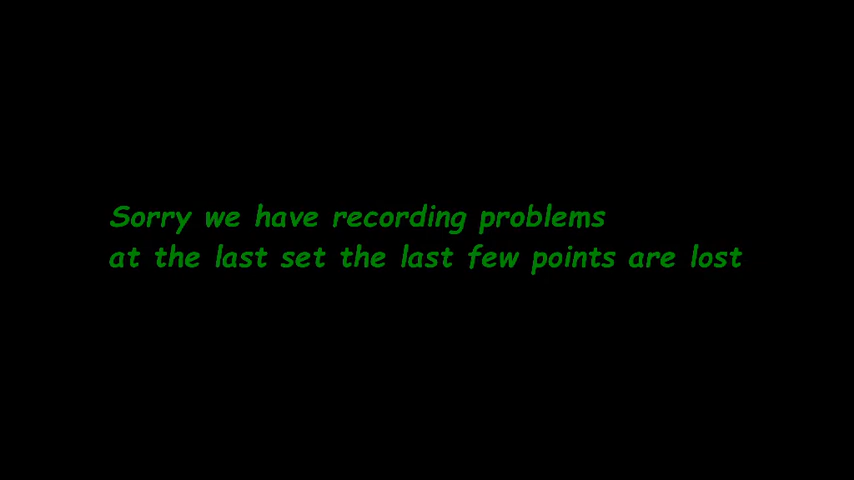 Sorry we have recording problems
at the last set the last few points are lost